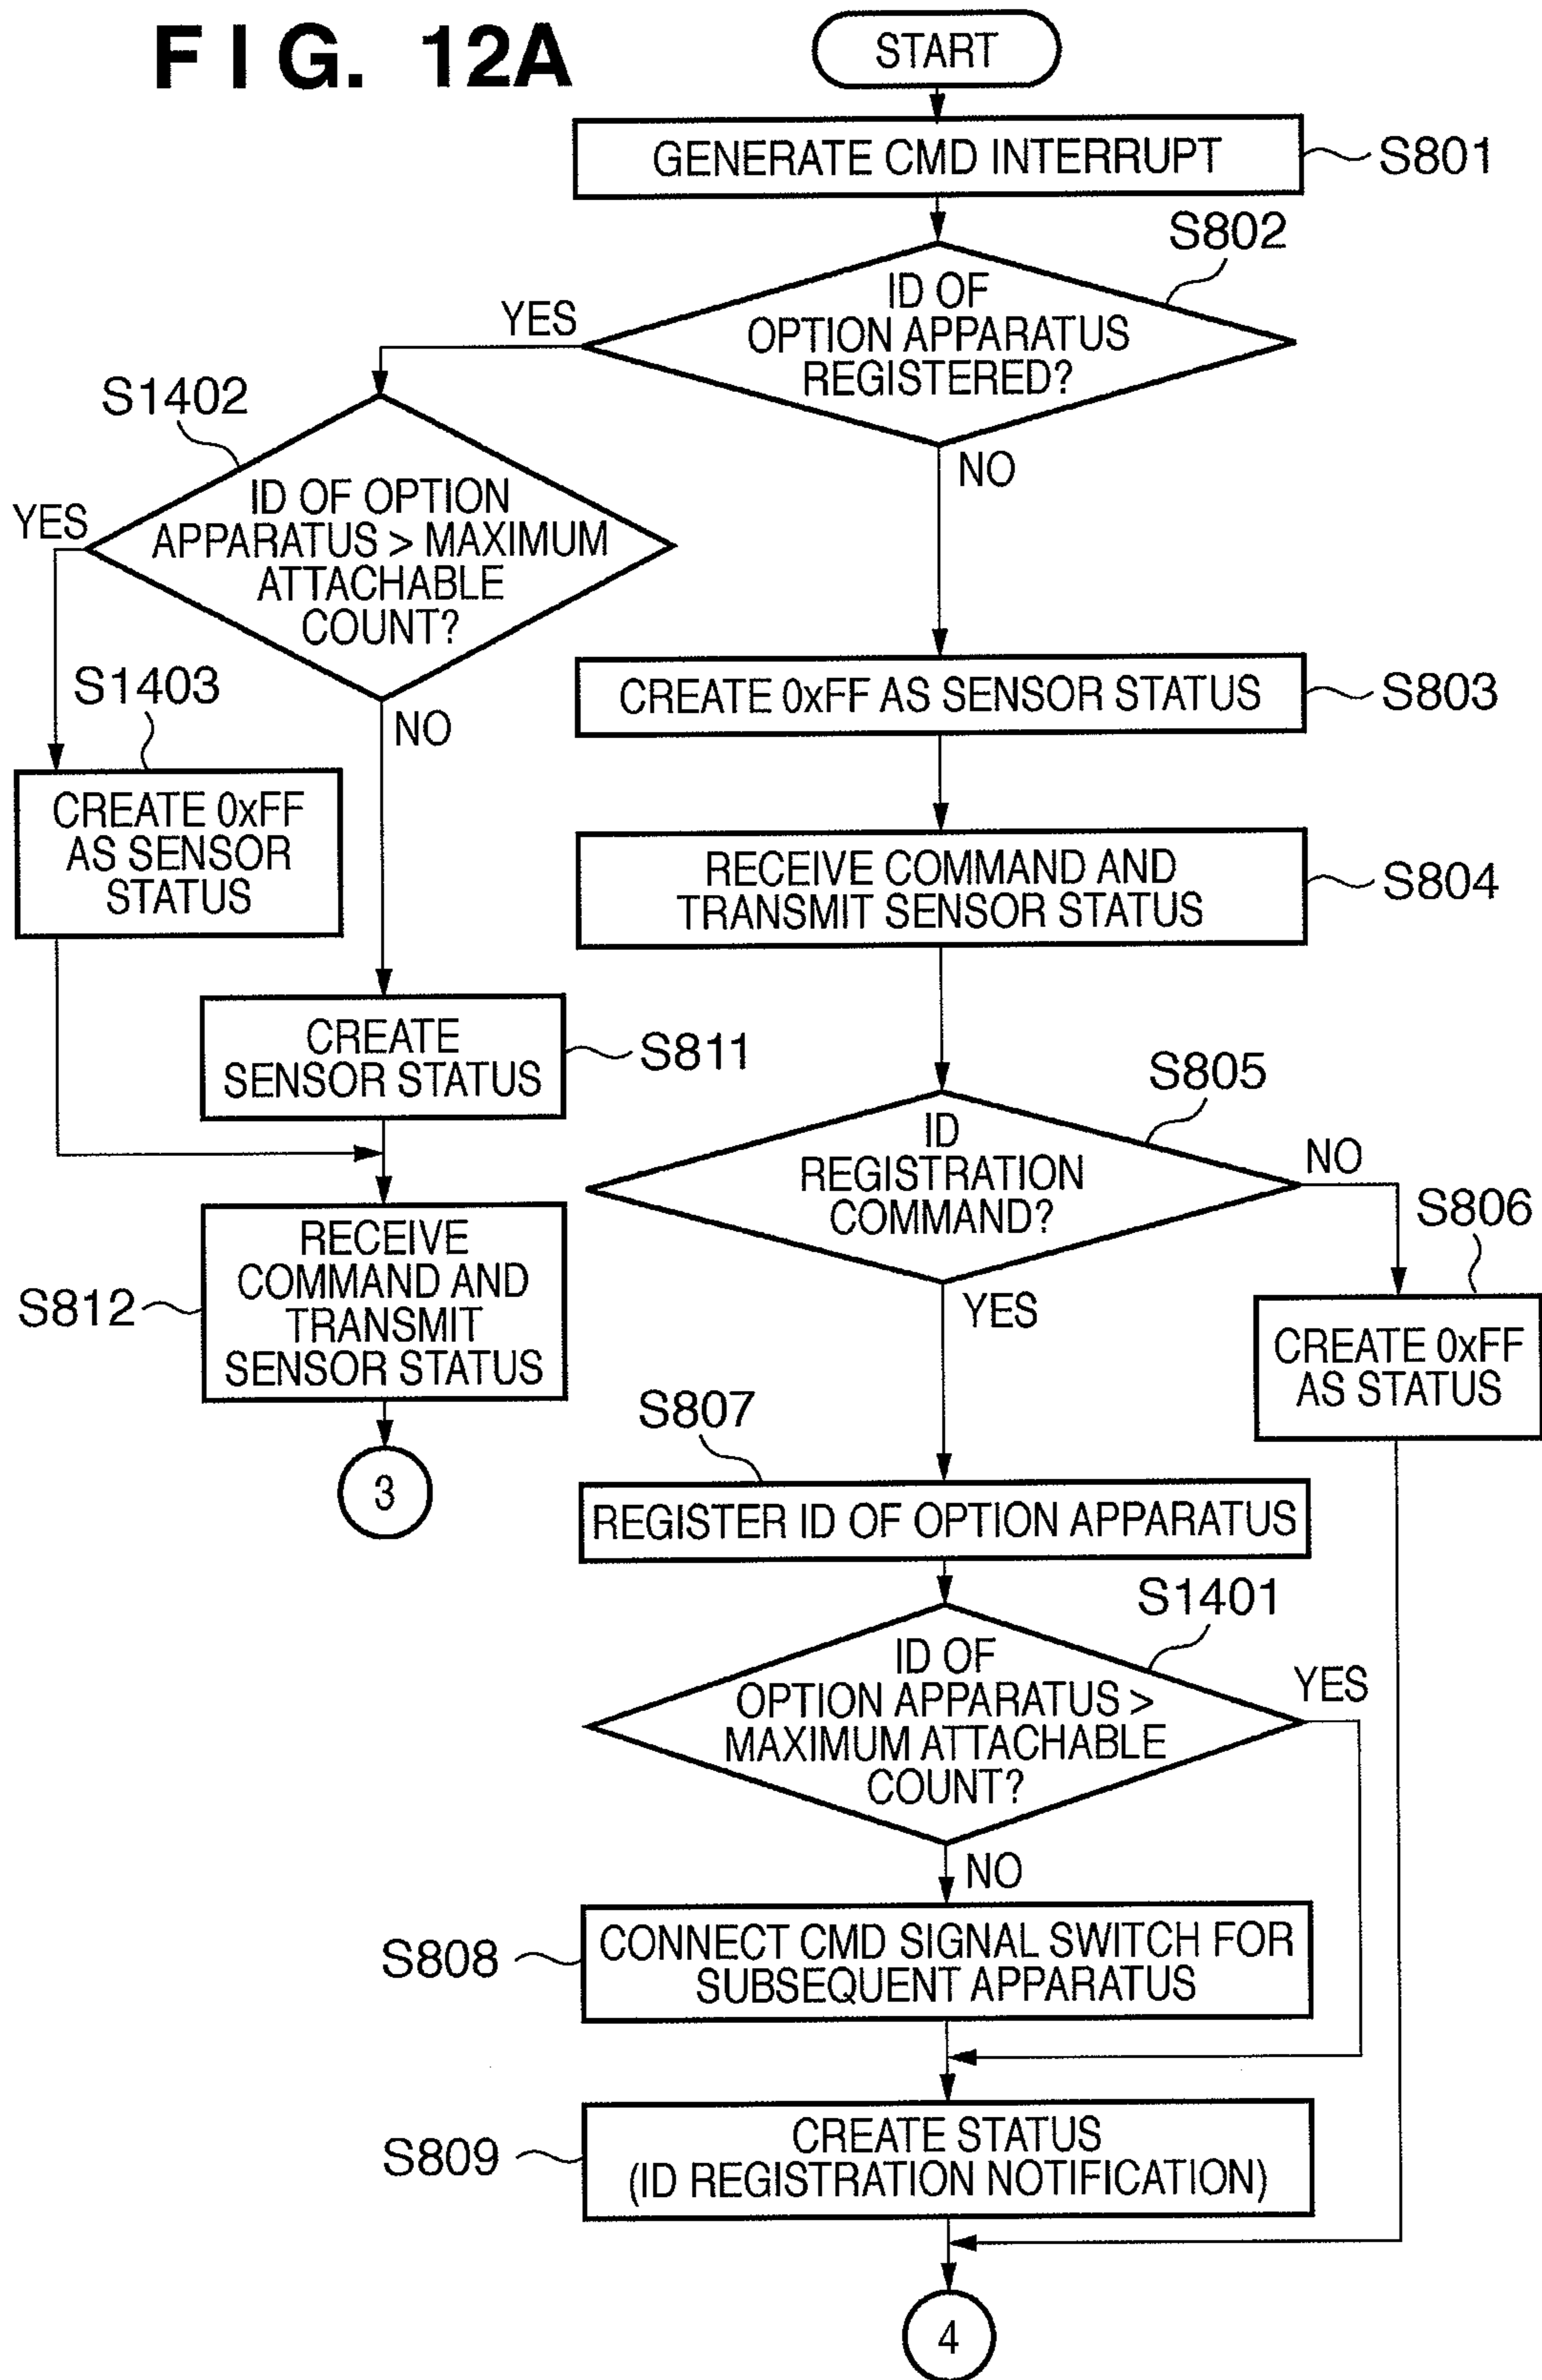 FIG. 12A
START
GENERATE CMD INTERRUPT
S801
S802
ID OF
OPTION APPARATUS
REGISTERED?
YES
NO
S1402
ID OF OPTION
APPARATUS > MAXIMUM
ATTACHABLE
COUNT?
YES
NO
S1403
CREATE 0xFF
AS SENSOR
STATUS
CREATE 0xFF AS SENSOR STATUS
S803
RECEIVE COMMAND AND
TRANSMIT SENSOR STATUS
S804
CREATE
SENSOR STATUS
S811
S805
ID
REGISTRATION
COMMAND?
NO
YES
S806
CREATE 0xFF
AS STATUS
RECEIVE
COMMAND AND
TRANSMIT
SENSOR STATUS
S812
3
S807
REGISTER ID OF OPTION APPARATUS
S1401
ID OF
OPTION APPARATUS >
MAXIMUM ATTACHABLE
COUNT?
YES
NO
S808
CONNECT CMD SIGNAL SWITCH FOR
SUBSEQUENT APPARATUS
S809
CREATE STATUS
(ID REGISTRATION NOTIFICATION)
4